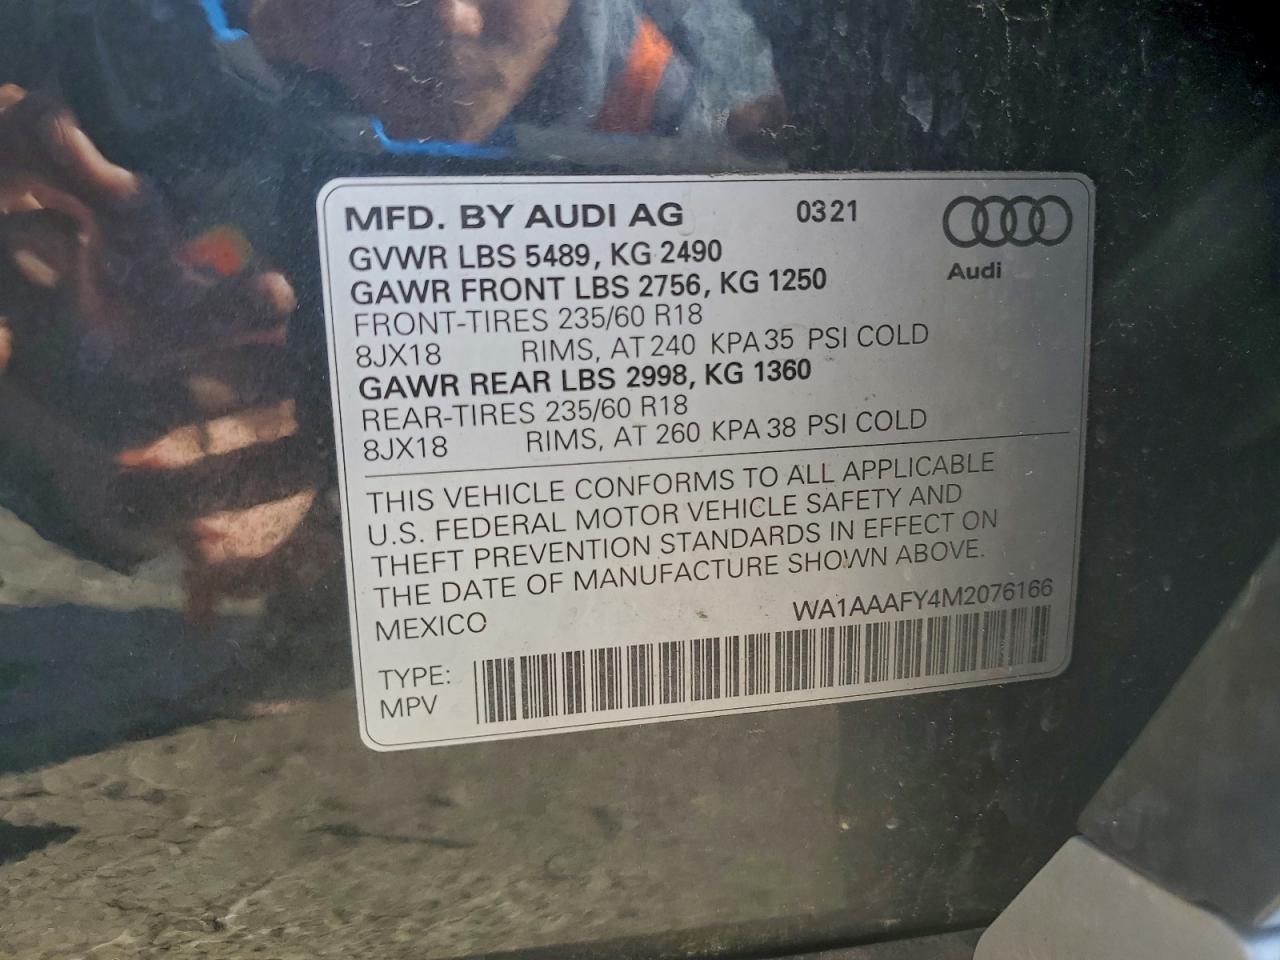 MFD. BY AUDI AG 0321
GVWR LBS 5489, KG 2490
GAWR FRONT LBS 2756, KG 1250
Audi
FRONT-TIRES 235/60 R18
8JX18 RIMS, AT 240 KPA 35 PSI COLD
GAWR REAR LBS 2998, KG 1360
REAR-TIRES 235/60 R18
8JX18 RIMS, AT 260 KPA 38 PSI COLD
THIS VEHICLE CONFORMS TO ALL APPLICABLE
U.S. FEDERAL MOTOR VEHICLE SAFETY AND
THEFT PREVENTION STANDARDS IN EFFECT ON
THE DATE OF MANUFACTURE SHOWN ABOVE.
MEXICO WA1AAAFY4M2076166
TYPE:
MPV